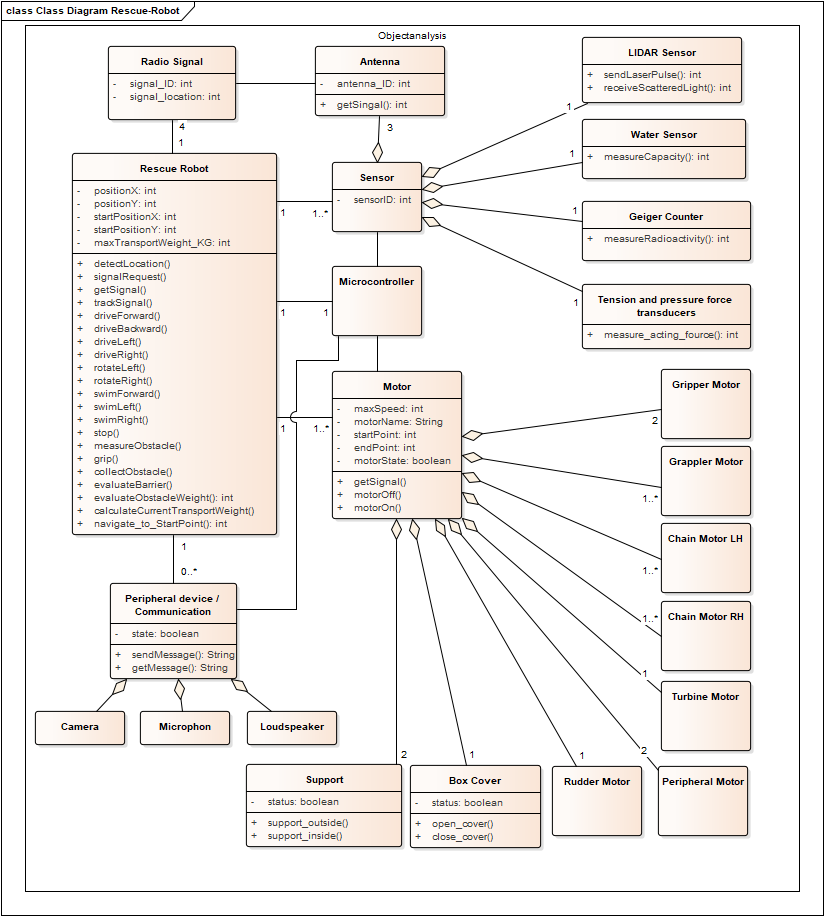 class Class Diagram Rescue-Robot
Objectanalysis
Radio Signal
- signal_ID: int
- signal_location: int
Antenna
- antenna_ID: int
+ getSingal(): int
LIDAR Sensor
+ sendLaserPulse(): int
+ receiveScatteredLight(): int
4
1
3
1
Water Sensor
+ measureCapacity(): int
1
Rescue Robot
- positionX: int
- positionY: int
- startPositionX: int
- startPositionY: int
- maxTransportWeight_KG: int
+ detectLocation()
+ signalRequest()
+ getSignal()
+ trackSignal()
+ driveForward()
+ driveBackward()
+ driveLeft()
+ driveRight()
+ rotateLeft()
+ rotateRight()
+ swimForward()
+ swimLeft()
+ swimRight()
+ stop()
+ measureObstacle()
+ grip()
+ collectObstacle()
+ evaluateBarrier()
+ evaluateObstacleWeight(): int
+ calculateCurrentTransportWeight()
+ navigate_to_StartPoint(): int
Sensor
- sensorID: int
1
1..*
Geiger Counter
+ measureRadioactivity(): int
1
Microcontroller
1
1
Tension and pressure force
transducers
+ measure_acting_fource(): int
1
Motor
- maxSpeed: int
- motorName: String
- startPoint: int
- endPoint: int
- motorState: boolean
+ getSignal()
+ motorOff()
+ motorOn()
1
1..*
Gripper Motor
2
Grappler Motor
1..*
Chain Motor LH
1..*
Chain Motor RH
1..*
Turbine Motor
1
1
0..*
Peripheral device /
Communication
- state: boolean
+ sendMessage(): String
+ getMessage(): String
Camera
Microphon
Loudspeaker
2
Support
- status: boolean
+ support_outside()
+ support_inside()
1
Box Cover
- status: boolean
+ open_cover()
+ close_cover()
1
Rudder Motor
2
Peripheral Motor